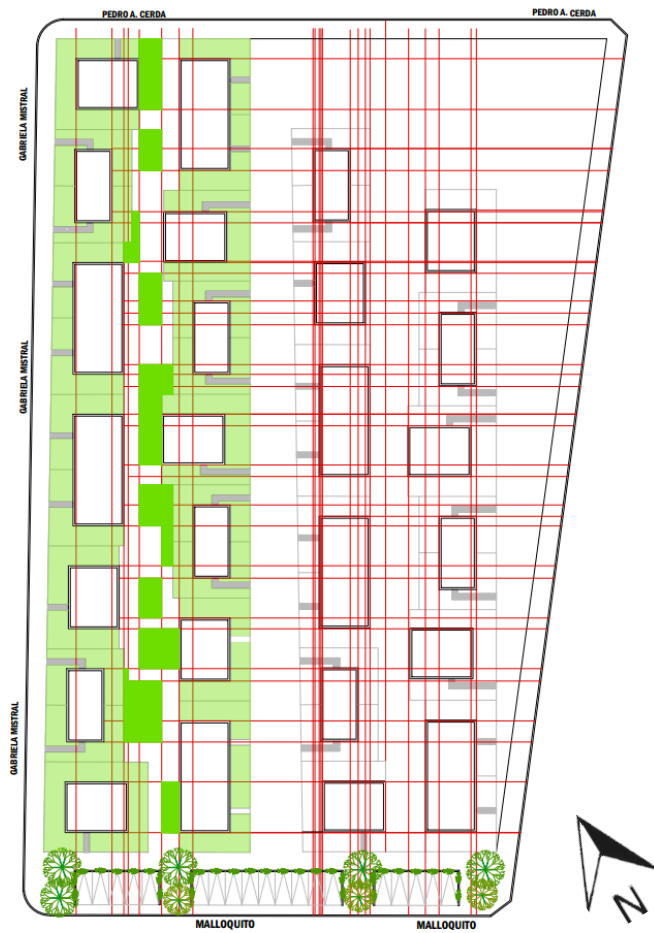 PEDRO A. CERDA
PEDRO A. CERDA
GABRIELA MISTRAL
GABRIELA MISTRAL
GABRIELA MISTRAL
MALLOQUITO
MALLOQUITO
N